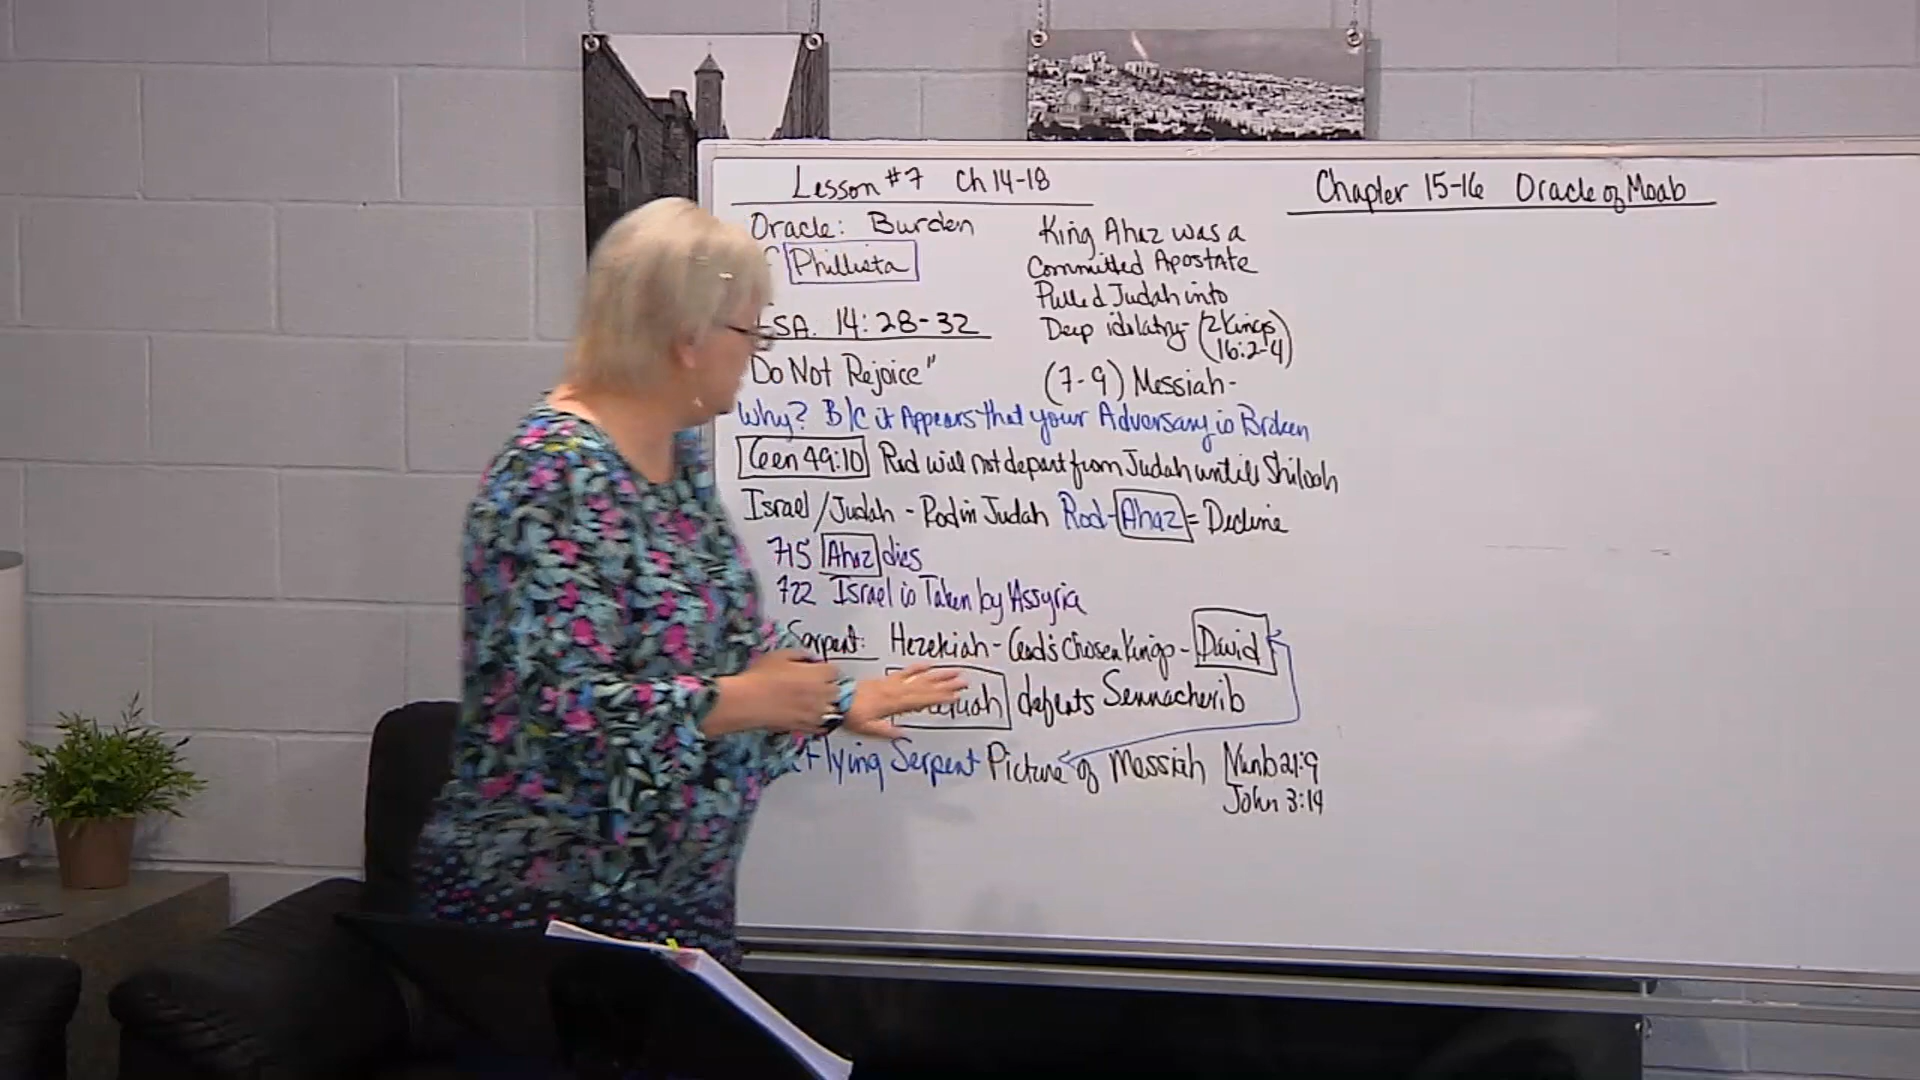 Lesson #7 Ch 14-18
Oracle: Burden
Phillista
ISA. 14:28-32
Do Not Rejoice"
King Ahaz was a
Committed Apostate
Pulled Judah into
Deep idolatry- (2 Kings
16:2-4)
(7-9) Messiah-
Why? B/C it Appears that your Adversary is Broken
Gen 49:10 Rod will not depart from Judah until Shiloah
Israel/Judah - Rod in Judah Rod-Ahaz = Decline
715 Ahaz dies
722 Israel is Taken by Assyria
Serpent: Hezekiah - God's Chosen Kings - David
defeats Sennacherib
Flying Serpent Picture of Messiah Numb 21:9
John 3:14
Chapter 15-16 Oracle of Moab